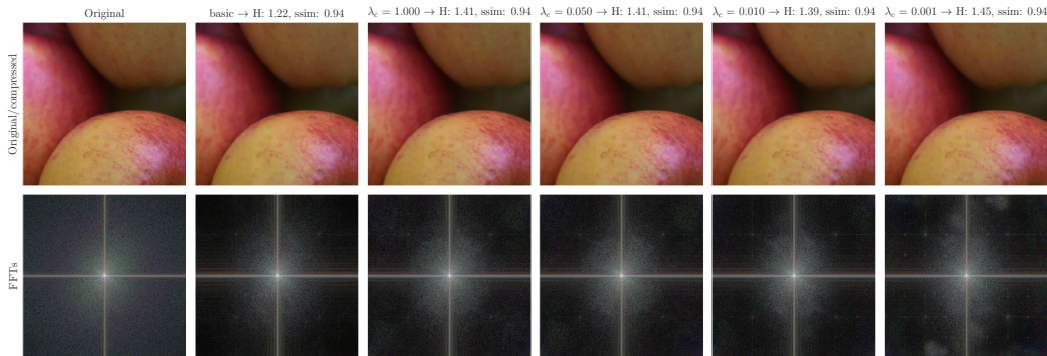 Original
basic → H: 1.22, ssim: 0.94
λc = 1.000 → H: 1.41, ssim: 0.94
λc = 0.050 → H: 1.41, ssim: 0.94
λc = 0.010 → H: 1.39, ssim: 0.94
λc = 0.001 → H: 1.45, ssim: 0.94
Original/compressed
FFTs